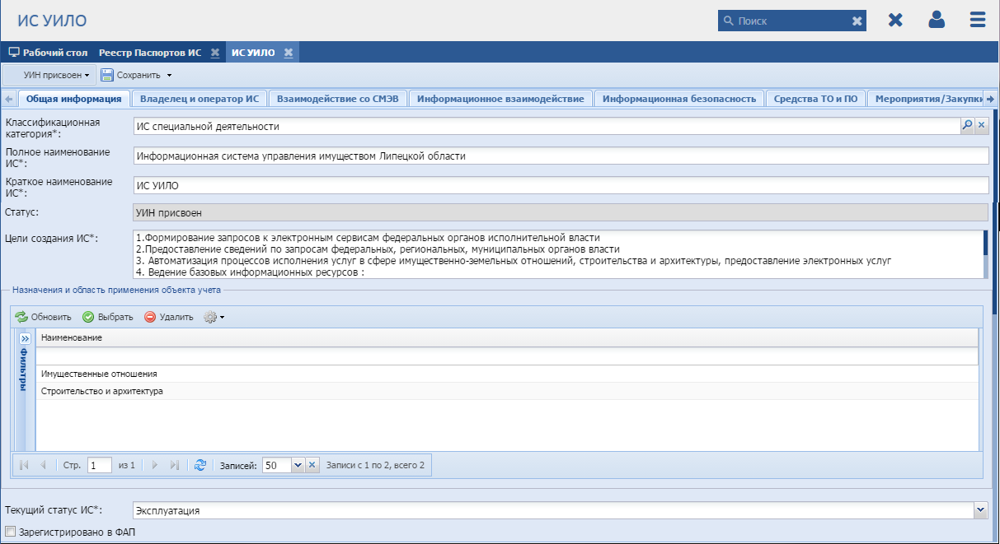 ИС УИЛО
Поиск
Рабочий стол Реестр Паспортов ИС ИС УИЛО
УИН присвоен Сохранить
Общая информация Владелец и оператор ИС Взаимодействие со СМЭВ Информационное взаимодействие Информационная безопасность Средства ТО и ПО Мероприятия/Закупки
Классификационная
категория*:
ИС специальной деятельности
Полное наименование
ИС*:
Информационная система управления имуществом Липецкой области
Краткое наименование
ИС*:
ИС УИЛО
Статус: УИН присвоен
Цели создания ИС*:
1.Формирование запросов к электронным сервисам федеральных органов исполнительной власти
2.Предоставление сведений по запросам федеральных, региональных, муниципальных органов власти
3. Автоматизация процессов исполнения услуг в сфере имущественно-земельных отношений, строительства и архитектуры, предоставление электронных услуг
4. Ведение базовых информационных ресурсов :
Назначения и область применения объекта учета
Обновить Выбрать Удалить
Фильтры
Наименование
Имущественные отношения
Строительство и архитектура
Стр. 1 из 1 Записей: 50 Записи с 1 по 2, всего 2
Текущий статус ИС*: Эксплуатация
Зарегистрировано в ФАП